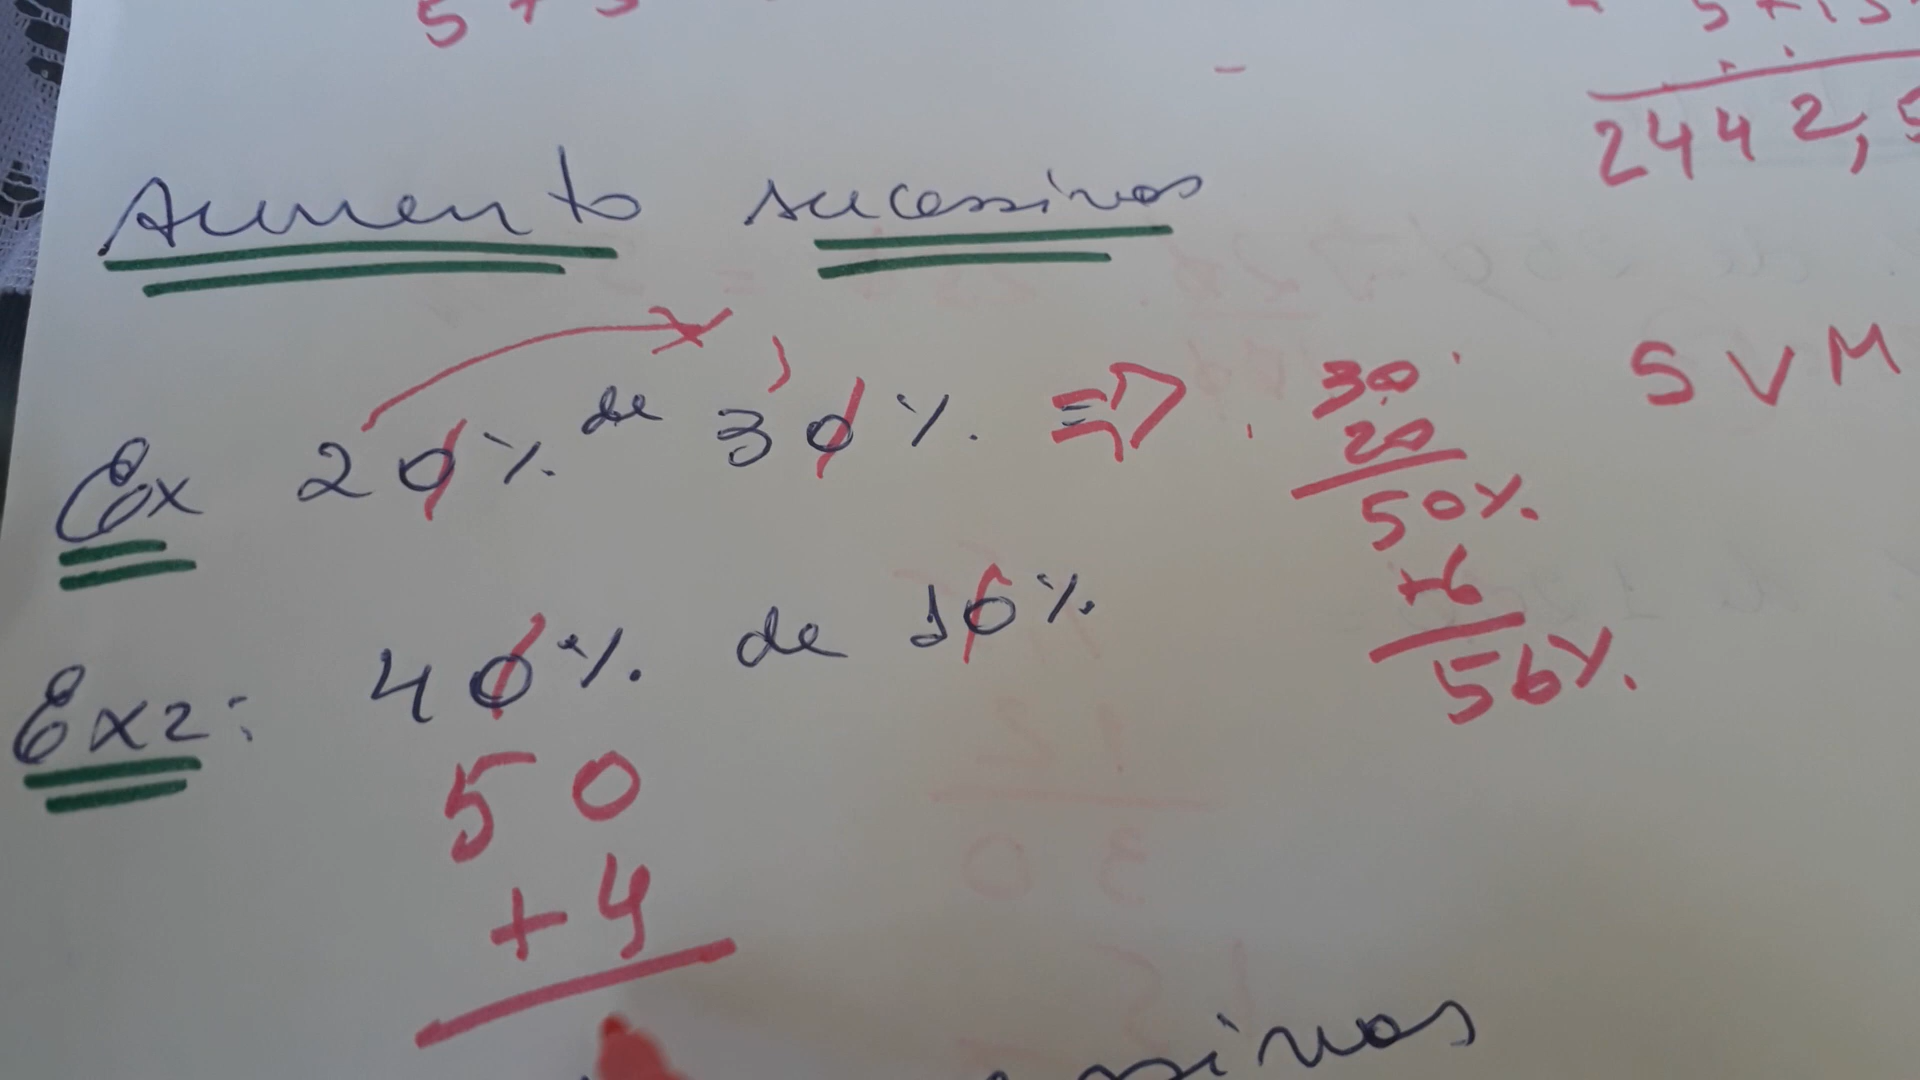 2442,5
Aumento sucessivos
SVM
Ex 20% de 30% ⇒ 30
20
50%
+6
56%
Ex2: 40% de 10%
50
+4